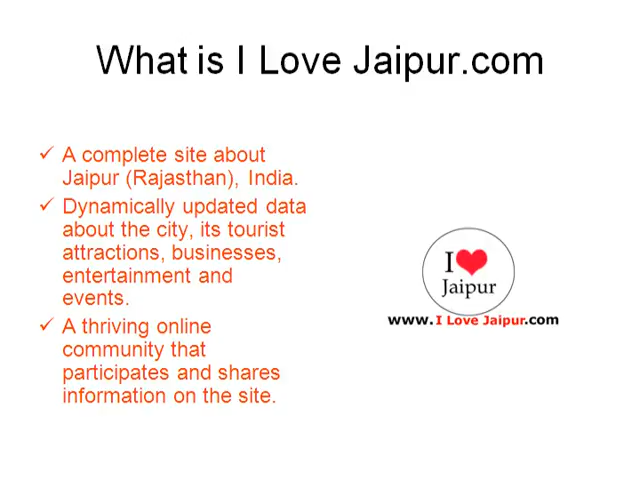 What is I Love Jaipur.com
A complete site about
Jaipur (Rajasthan), India.
Dynamically updated data
about the city, its tourist
attractions, businesses,
entertainment and
events.
A thriving online
community that
participates and shares
information on the site.
I
Jaipur
www.I Love Jaipur.com